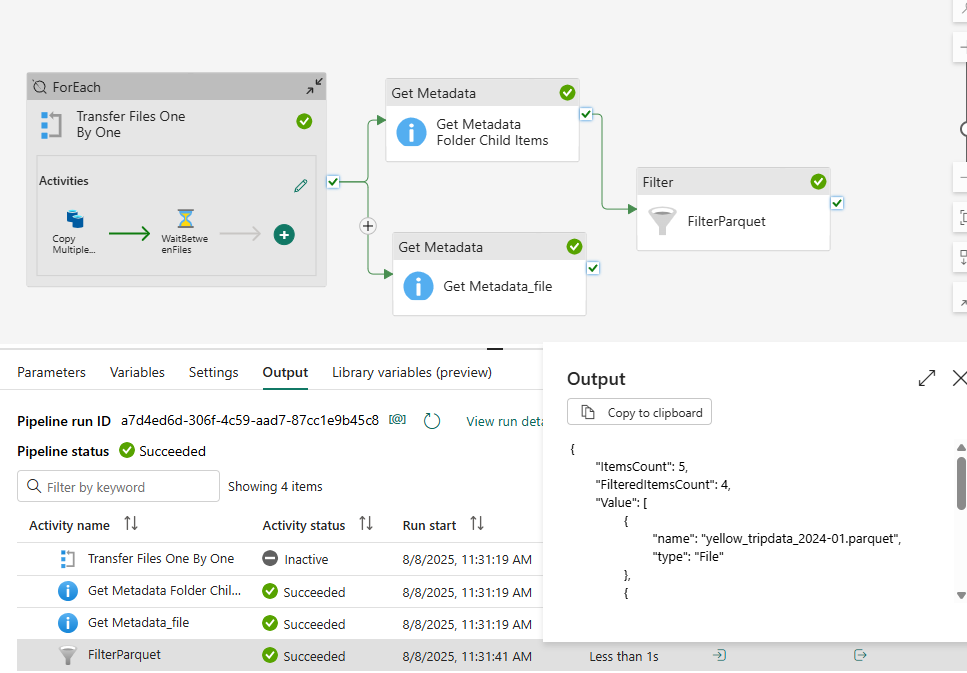 ForEach
Transfer Files One
By One
Activities
Copy
Multiple...
WaitBetwe
enFiles
Get Metadata
Get Metadata
Folder Child Items
Get Metadata
Get Metadata_file
Filter
FilterParquet
Parameters Variables Settings Output Library variables (preview)
Pipeline run ID a7d4ed6d-306f-4c59-aad7-87cc1e9b45c8 View run deta
Pipeline status Succeeded
Filter by keyword Showing 4 items
Activity name Activity status Run start
Transfer Files One By One Inactive 8/8/2025, 11:31:19 AM
Get Metadata Folder Chil... Succeeded 8/8/2025, 11:31:19 AM
Get Metadata_file Succeeded 8/8/2025, 11:31:19 AM
FilterParquet Succeeded 8/8/2025, 11:31:41 AM Less than 1s
Output
Copy to clipboard
{
"ItemsCount": 5,
"FilteredItemsCount": 4,
"Value": [
{
"name": "yellow_tripdata_2024-01.parquet",
"type": "File"
},
{